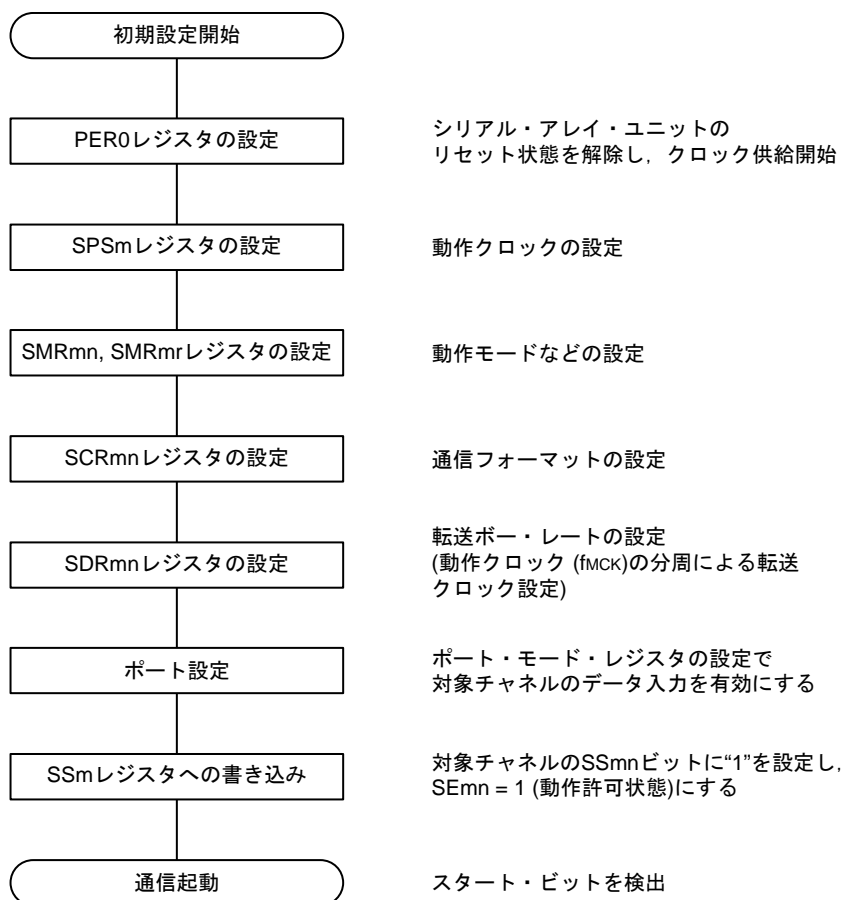 初期設定開始
PER0レジスタの設定
シリアル・アレイ・ユニットの
リセット状態を解除し，クロック供給開始
SPSmレジスタの設定
動作クロックの設定
SMRmn, SMRmrレジスタの設定
動作モードなどの設定
SCRmnレジスタの設定
通信フォーマットの設定
SDRmnレジスタの設定
転送ボー・レートの設定
(動作クロック (fMCK)の分周による転送
クロック設定)
ポート設定
ポート・モード・レジスタの設定で
対象チャネルのデータ入力を有効にする
SSmレジスタへの書き込み
対象チャネルのSSmnビットに“1”を設定し，
SEmn = 1 (動作許可状態)にする
通信起動
スタート・ビットを検出